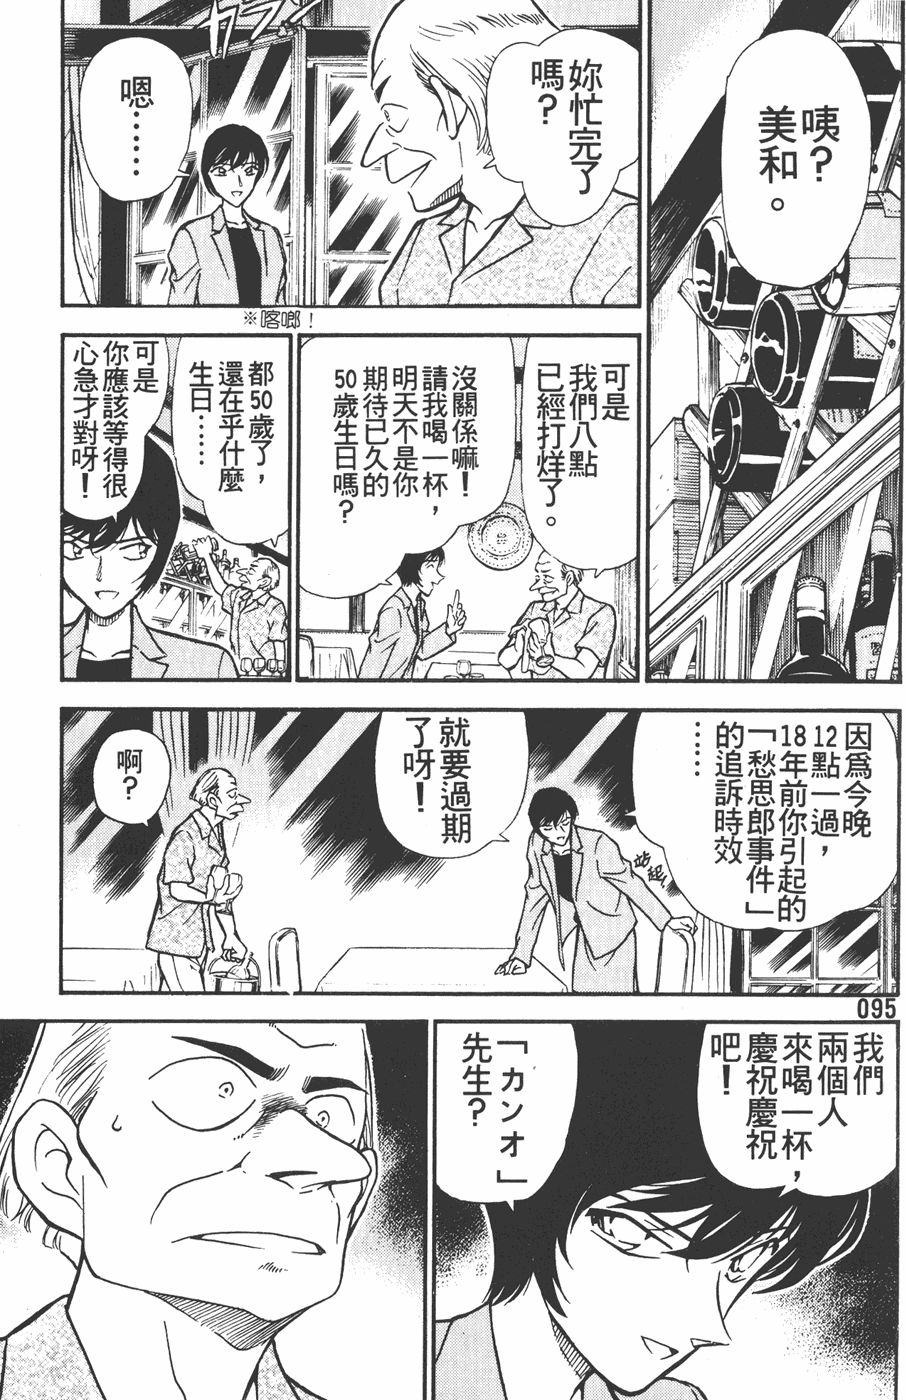 咦？
美和。
妳忙完了
嗎？
嗯……
ガラン
※喀啷！
可是
我們八點
已經打烊了。
沒關係嘛！
請我喝一杯，
明天不是你
期待已久的
50歲生日嗎？
都50歲了，
還在乎什麼
生日……
可是
你應該等得很
心急才對呀！
因為今晚
12點一過，
18年前你引起的
「愁思郎事件」
的追訴時效
……
站起
就要過期
了呀！
啊？
095
我們
兩個人
來喝一杯，
慶祝慶祝
吧！
「カンオ」
先生？